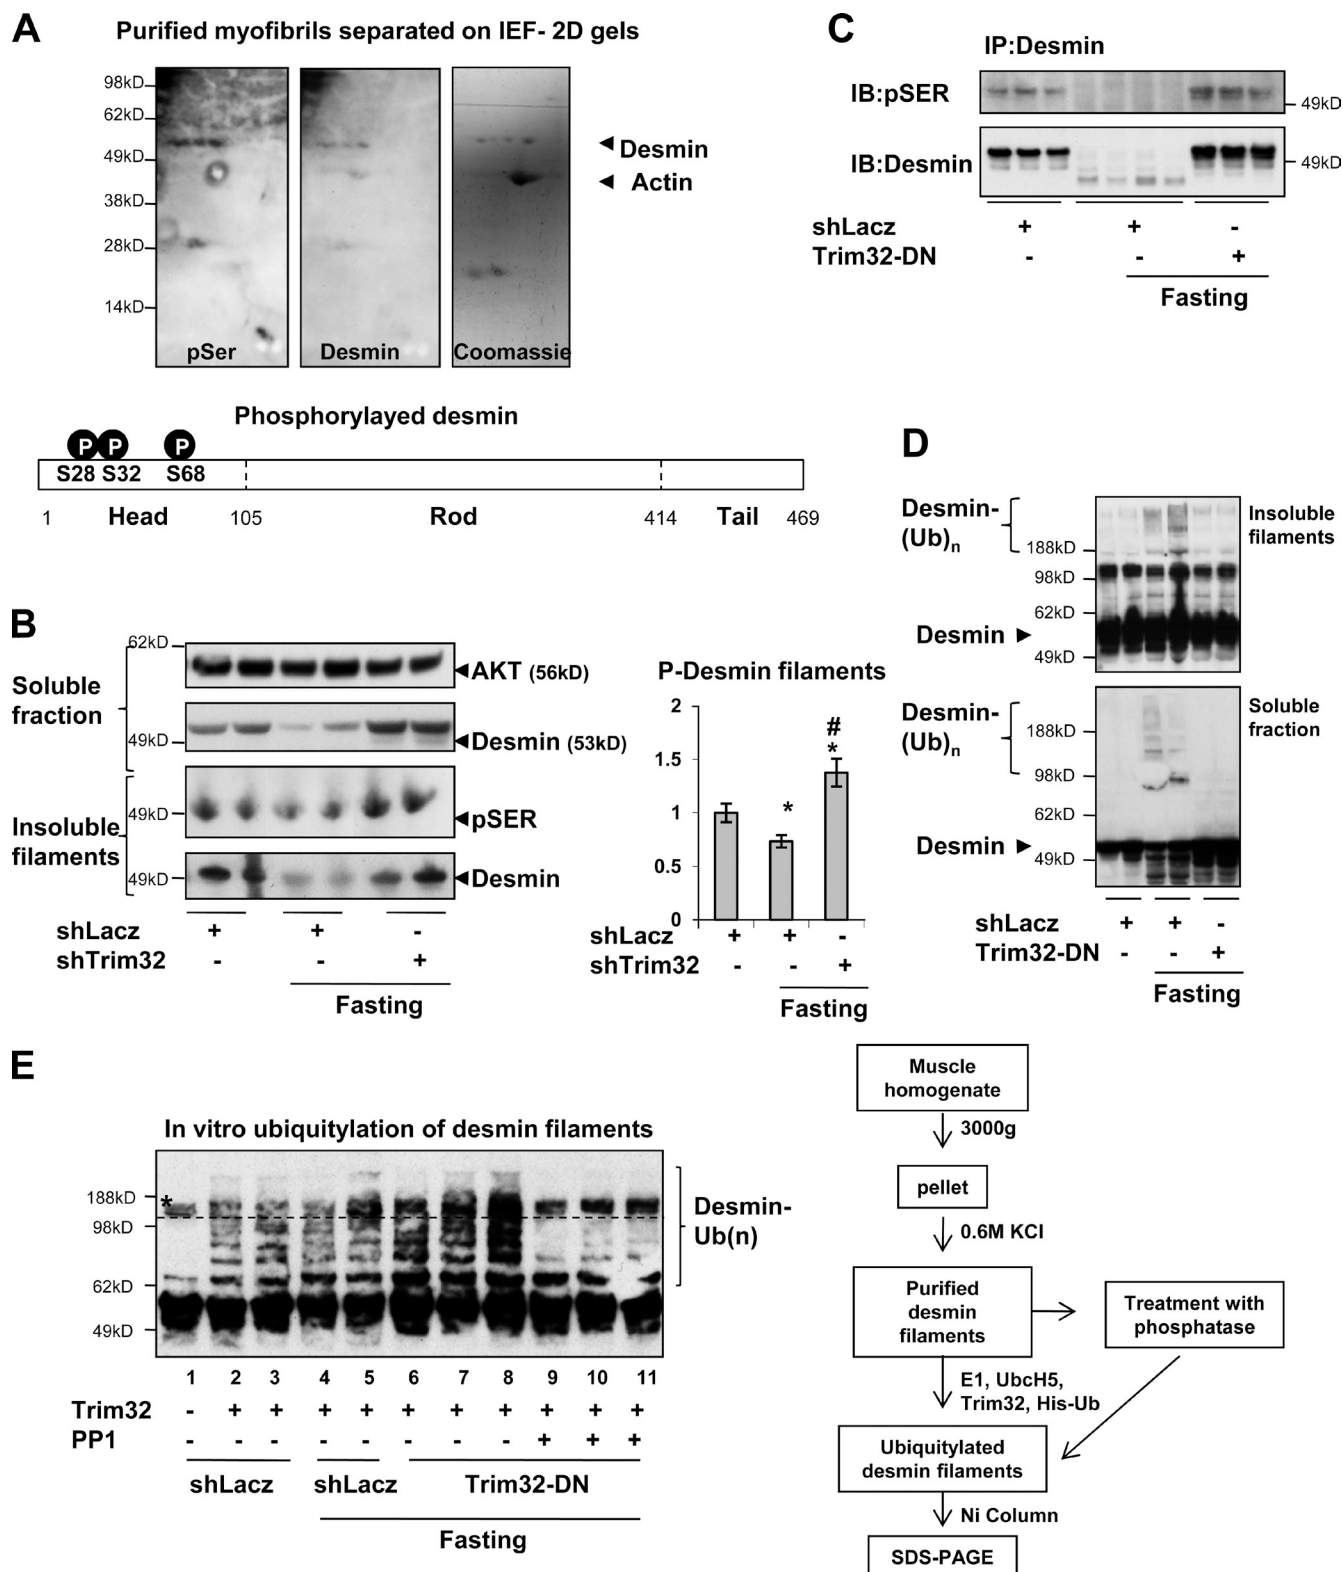 A
Purified myofibrils separated on IEF- 2D gels
98kD
62kD
49kD
38kD
28kD
14kD
pSer
Desmin
Coomassie
Desmin
Actin
Phosphorylayed desmin
P P P
S28 S32 S68
1 Head 105 Rod 414 Tail 469
B
Soluble
fraction
Insoluble
filaments
62kD
49kD
49kD
49kD
AKT (56kD)
Desmin (53kD)
pSER
Desmin
shLacz + + -
shTrim32 - - +
Fasting
P-Desmin filaments
2
1.5
1
0.5
0
*
#
*
shLacz + + -
shTrim32 - - +
Fasting
C
IP:Desmin
IB:pSER
49kD
IB:Desmin
49kD
shLacz + + -
Trim32-DN - - +
Fasting
D
Desmin-
(Ub)n
188kD
98kD
62kD
Desmin
49kD
Insoluble
filaments
Desmin-
(Ub)n
188kD
98kD
62kD
Desmin
49kD
Soluble
fraction
shLacz + + -
Trim32-DN - - +
Fasting
E
In vitro ubiquitylation of desmin filaments
188kD
*
98kD
62kD
49kD
Desmin-
Ub(n)
1 2 3 4 5 6 7 8 9 10 11
Trim32 - + + + + + + + + + +
PP1 - - - - - - - - + + +
shLacz shLacz Trim32-DN
Fasting
Muscle
homogenate
3000g
pellet
0.6M KCl
Purified
desmin
filaments
Treatment with
phosphatase
E1, UbcH5,
Trim32, His-Ub
Ubiquitylated
desmin filaments
Ni Column
SDS-PAGE